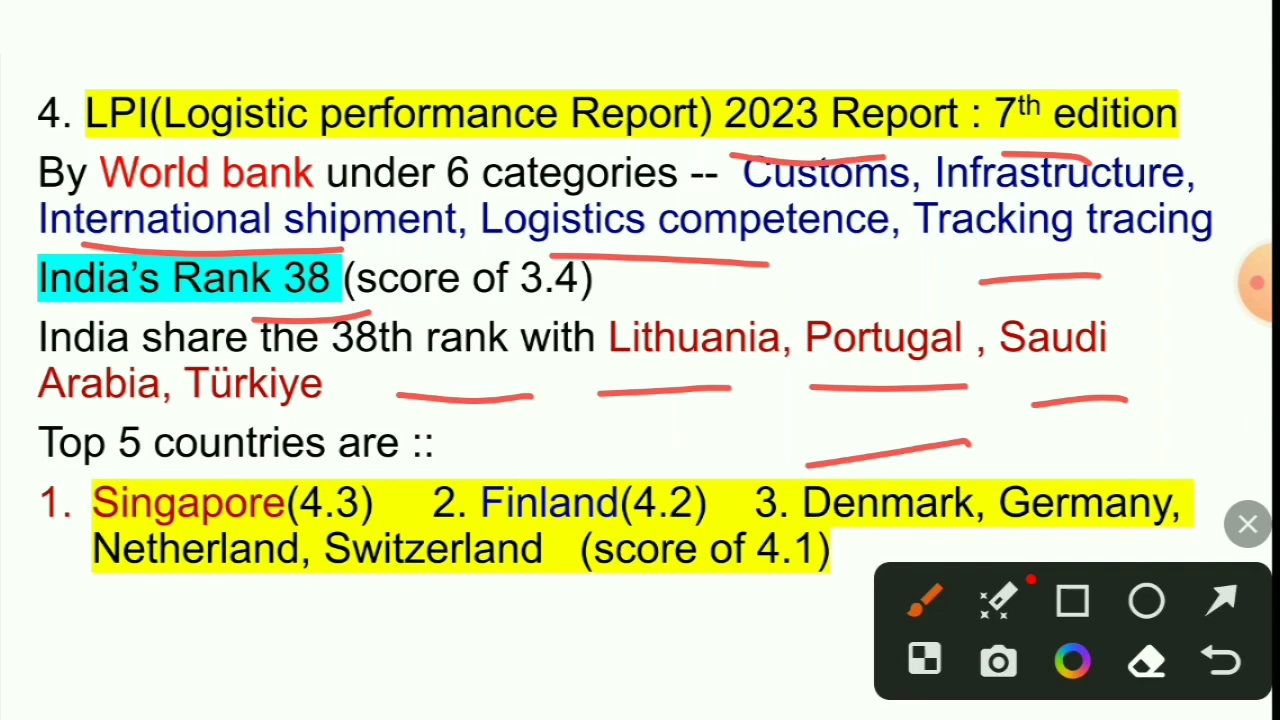 4. LPI(Logistic performance Report) 2023 Report : 7th edition
By World bank under 6 categories -- Customs, Infrastructure,
International shipment, Logistics competence, Tracking tracing
India’s Rank 38 (score of 3.4)
India share the 38th rank with Lithuania, Portugal , Saudi
Arabia, Türkiye
Top 5 countries are ::
1. Singapore(4.3) 2. Finland(4.2) 3. Denmark, Germany,
Netherland, Switzerland (score of 4.1)